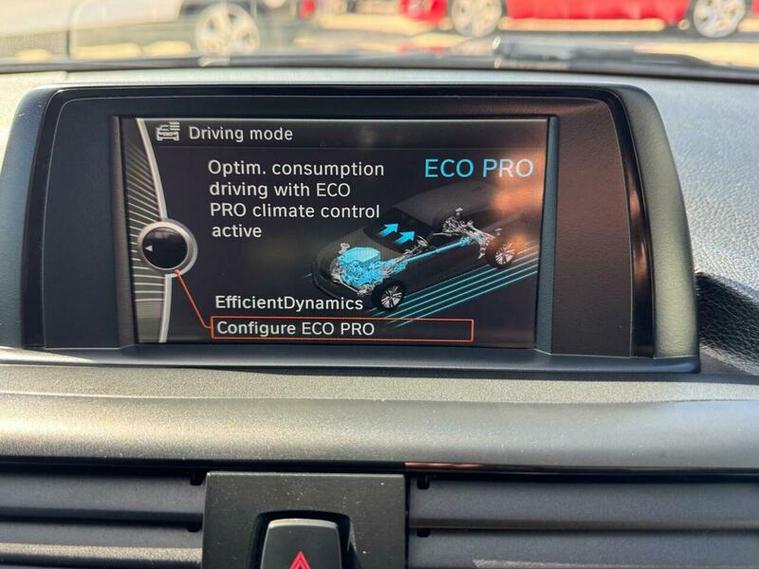 Driving mode
Optim. consumption
driving with ECO
PRO climate control
active
ECO PRO
EfficientDynamics
Configure ECO PRO